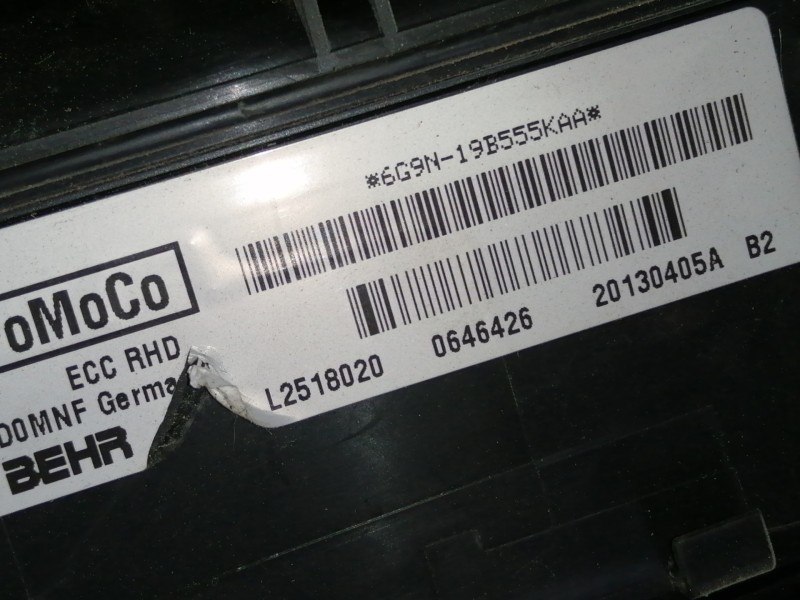 *6G9N-19B555KAA*
oMoCo
ECC RHD
L2518020 0646426 20130405A B2
DOMNF Germa
BEHR